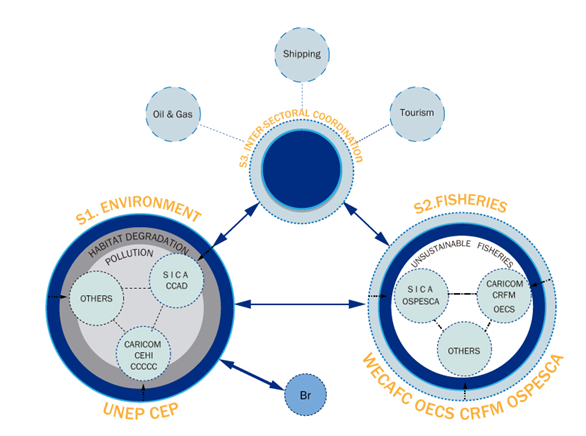 Shipping
Oil & Gas
Tourism
S3. INTER-SECTORAL COORDINATION
S1. ENVIRONMENT
HABITAT DEGRADATION
POLLUTION
S I C A
CCAD
OTHERS
CARICOM
CEHI
CCCCC
UNEP CEP
S2.FISHERIES
UNSUSTAINABLE FISHERIES
S I C A
OSPESCA
CARICOM
CRFM
OECS
OTHERS
WECAFC OECS CRFM OSPESCA
Br